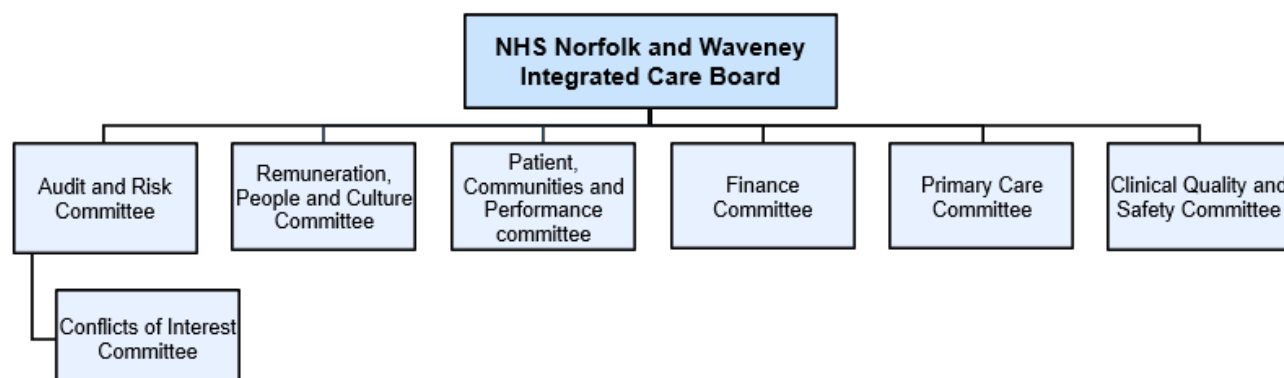 NHS Norfolk and Waveney
Integrated Care Board
Audit and Risk
Committee
Remuneration,
People and Culture
Committee
Patient,
Communities and
Performance
committee
Finance
Committee
Primary Care
Committee
Clinical Quality and
Safety Committee
Conflicts of Interest
Committee